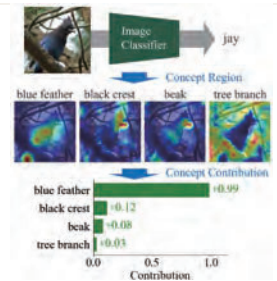 Image
Classifier
jay
Concept Region
blue feather black crest beak tree branch
Concept Contribution
blue feather 0.99
black crest 0.12
beak 0.08
tree branch 0.03
0.0 0.5 1.0
Contribution